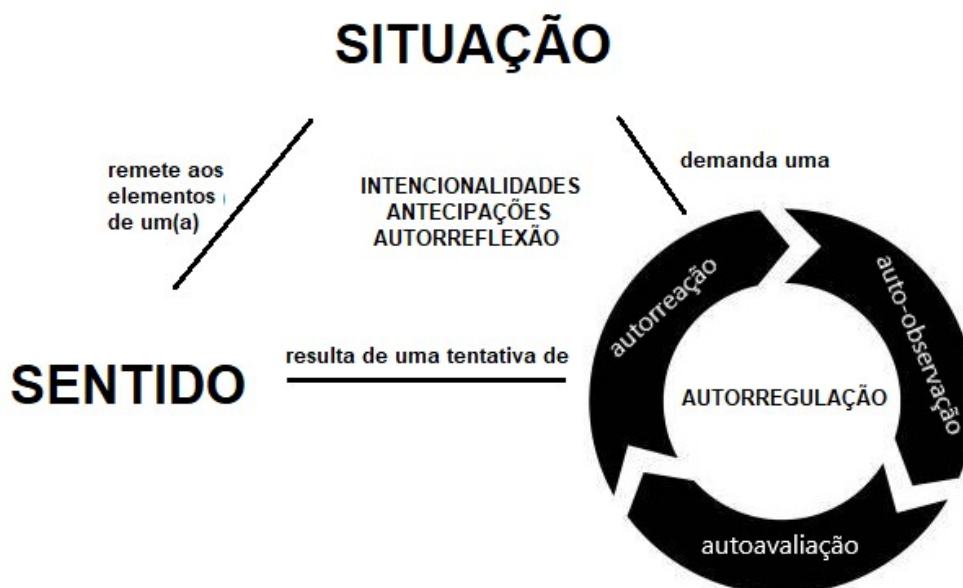 SITUAÇÃO
remete aos
elementos
de um(a)
INTENCIONALIDADES
ANTECIPAÇÕES
AUTORREFLEXÃO
demanda uma
autorreação
auto-observação
SENTIDO
resulta de uma tentativa de
AUTORREGULAÇÃO
autoavaliação